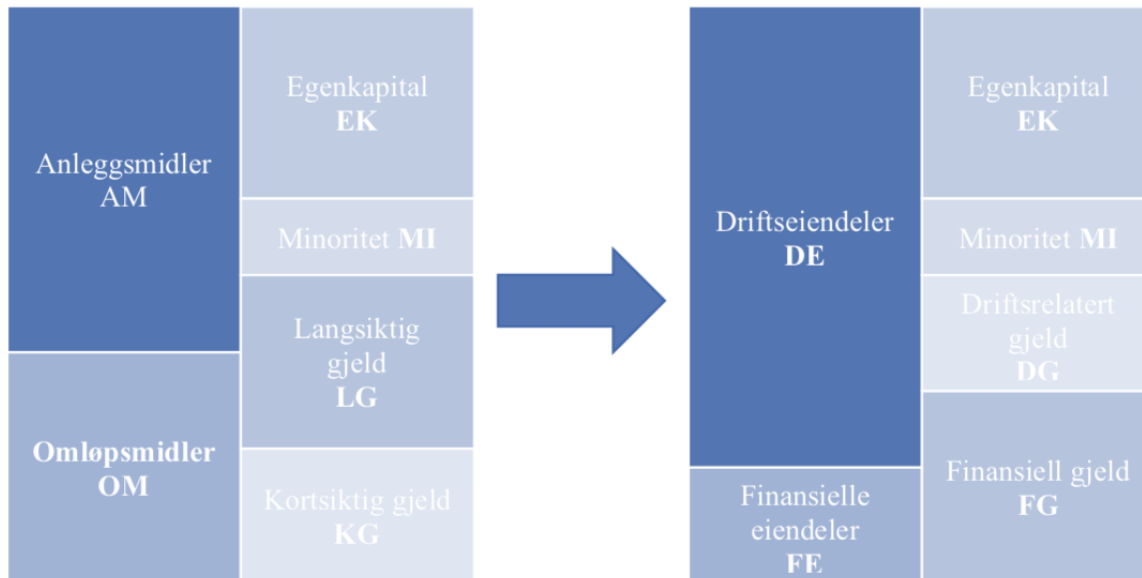 Anleggsmidler
AM
Omløpsmidler
OM
Egenkapital
EK
Minoritet MI
Langsiktig
gjeld
LG
Kortsiktig gjeld
KG
Driftseiendeler
DE
Finansielle
eiendeler
FE
Egenkapital
EK
Minoritet MI
Driftsrelatert
gjeld
DG
Finansiell gjeld
FG